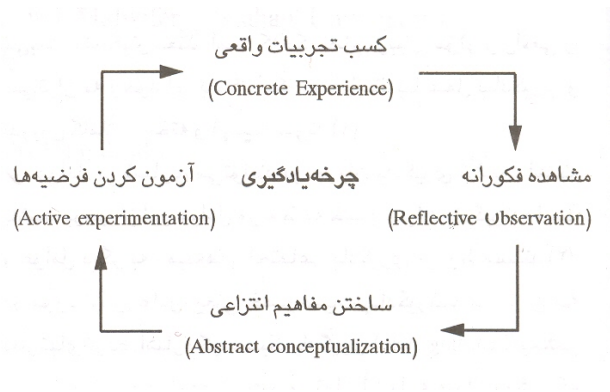 کسب تجربیات واقعی
(Concrete Experience)
مشاهده فکورانه
(Reflective Observation)
چرخه‌یادگیری
آزمون کردن فرضیه‌ها
(Active experimentation)
ساختن مفاهیم انتزاعی
(Abstract conceptualization)